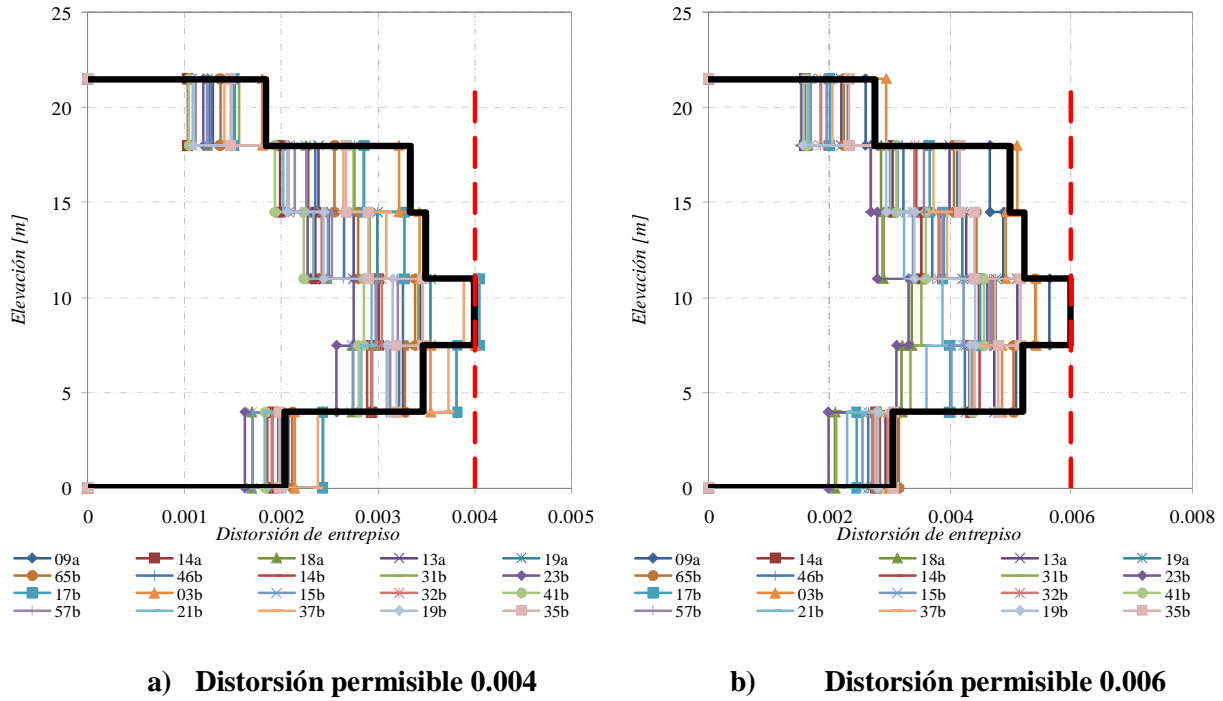 25
20
15
10
5
0
Elevación [m]
0 0.001 0.002 0.003 0.004 0.005
Distorsión de entrepiso
09a 14a 18a 13a 19a
65b 46b 14b 31b 23b
17b 03b 15b 32b 41b
57b 21b 37b 19b 35b
a) Distorsión permisible 0.004
25
20
15
10
5
0
Elevación [m]
0 0.002 0.004 0.006 0.008
Distorsión de entrepiso
09a 14a 18a 13a 19a
65b 46b 14b 31b 23b
17b 03b 15b 32b 41b
57b 21b 37b 19b 35b
b) Distorsión permisible 0.006